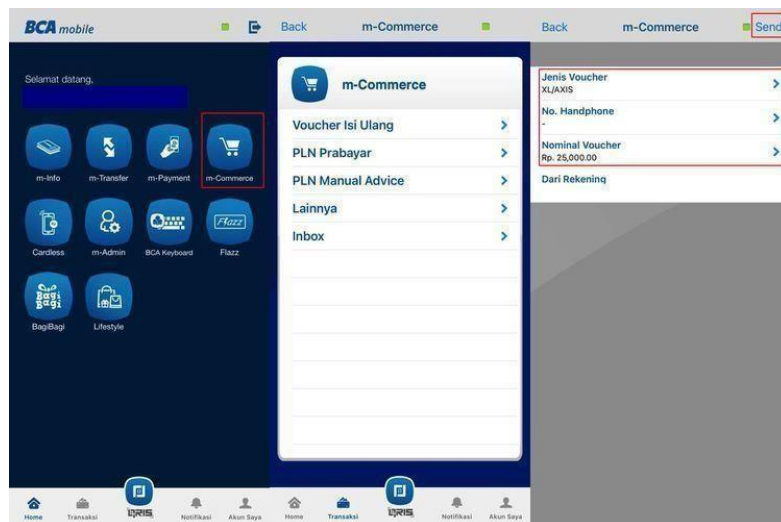 BCA mobile
Selamat datang,
m-Info
m-Transfer
m-Payment
m-Commerce
Cardless
m-Admin
BCA Keyboard
Flazz
Flazz
Bagi
Bagi
BagiBagi
Lifestyle
Home
Transaksi
QRIS
Notifikasi
Akun Saya
Back
m-Commerce
m-Commerce
Voucher Isi Ulang
PLN Prabayar
PLN Manual Advice
Lainnya
Inbox
Home
Transaksi
QRIS
Notifikasi
Akun Saya
Back
m-Commerce
Send
Jenis Voucher
XL/AXIS
No. Handphone
-
Nominal Voucher
Rp. 25,000.00
Dari Rekening